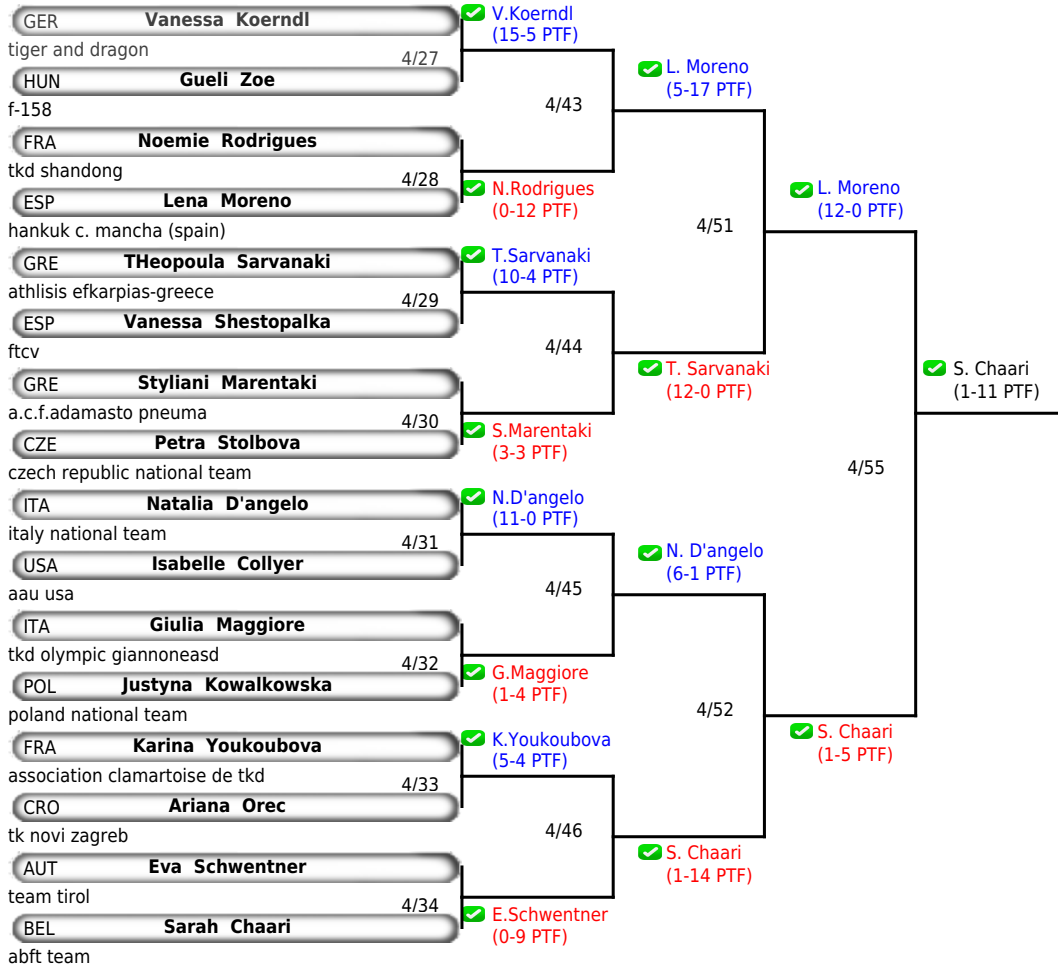 GER Vanessa Koerndl
tiger and dragon
4/27
HUN Gueli Zoe
f-158
FRA Noemie Rodrigues
tkd shandong
4/28
ESP Lena Moreno
hankuk c. mancha (spain)
GRE THeopoula Sarvanaki
athlisis efkarpias-greece
4/29
ESP Vanessa Shestopalka
ftcv
GRE Styliani Marentaki
a.c.f.adamasto pneuma
4/30
CZE Petra Stolbova
czech republic national team
ITA Natalia D'angelo
italy national team
4/31
USA Isabelle Collyer
aau usa
ITA Giulia Maggiore
tkd olympic giannoneasd
4/32
POL Justyna Kowalkowska
poland national team
FRA Karina Youkoubova
association clamartoise de tkd
4/33
CRO Ariana Orec
tk novi zagreb
AUT Eva Schwentner
team tirol
4/34
BEL Sarah Chaari
abft team
V.Koerndl
(15-5 PTF)
4/43
N.Rodrigues
(0-12 PTF)
T.Sarvanaki
(10-4 PTF)
4/44
S.Marentaki
(3-3 PTF)
N.D'angelo
(11-0 PTF)
4/45
G.Maggiore
(1-4 PTF)
K.Youkoubova
(5-4 PTF)
4/46
E.Schwentner
(0-9 PTF)
L. Moreno
(5-17 PTF)
4/51
T. Sarvanaki
(12-0 PTF)
N. D'angelo
(6-1 PTF)
4/52
S. Chaari
(1-14 PTF)
L. Moreno
(12-0 PTF)
4/55
S. Chaari
(1-5 PTF)
S. Chaari
(1-11 PTF)